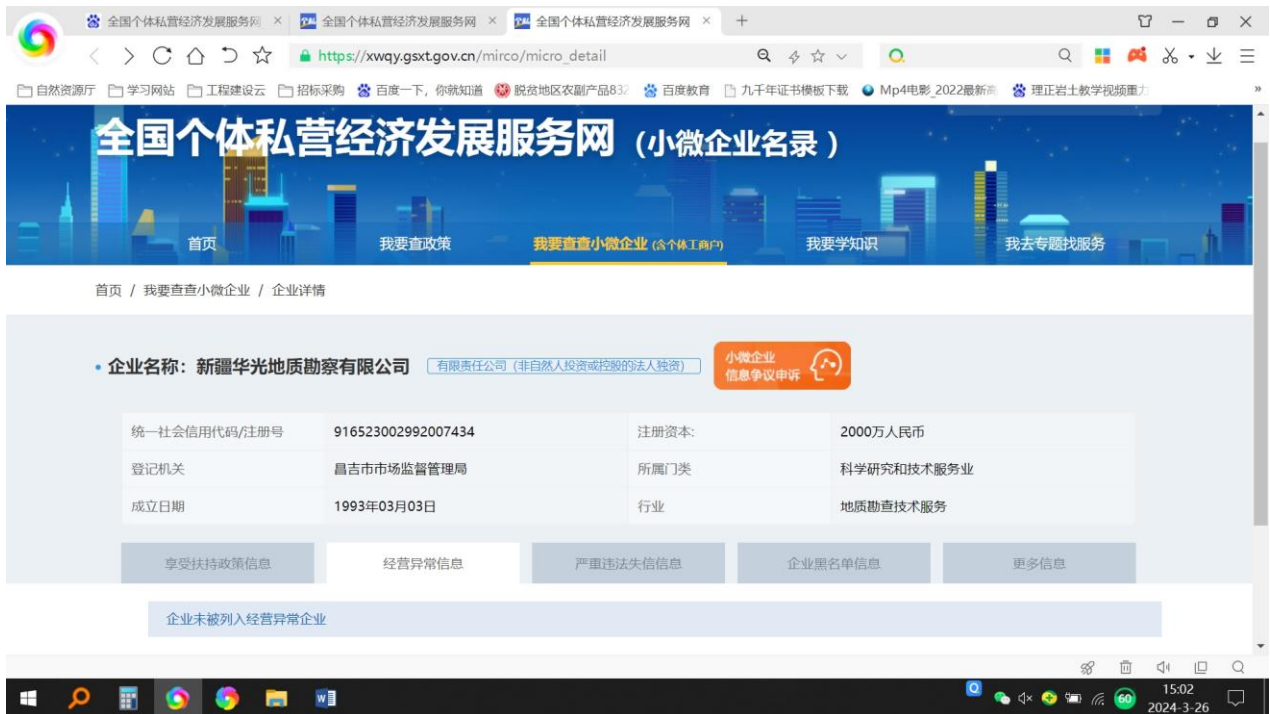 全国个体私营经济发展服务网 × 全国个体私营经济发展服务网 × 全国个体私营经济发展服务网 × +
https://xwqy.gsxt.gov.cn/mirco/micro_detail
自然资源厅 学习网站 工程建设云 招标采购 百度一下,你就知道 脱贫地区农副产品832 百度教育 九千年证书模板下载 Mp4电影_2022最新高 理正岩土教学视频重力 »
全国个体私营经济发展服务网 (小微企业名录)
首页 我要查政策 我要查查小微企业 (含个体工商户) 我要学知识 我去专题找服务
首页 / 我要查查小微企业 / 企业详情
• 企业名称: 新疆华光地质勘察有限公司 有限责任公司(非自然人投资或控股的法人独资) 小微企业
信息争议申诉
统一社会信用代码/注册号 916523002992007434 注册资本: 2000万人民币
登记机关 昌吉市市场监督管理局 所属门类 科学研究和技术服务业
成立日期 1993年03月03日 行业 地质勘查技术服务
享受扶持政策信息 经营异常信息 严重违法失信信息 企业黑名单信息 更多信息
企业未被列入经营异常企业
60 15:02
2024-3-26